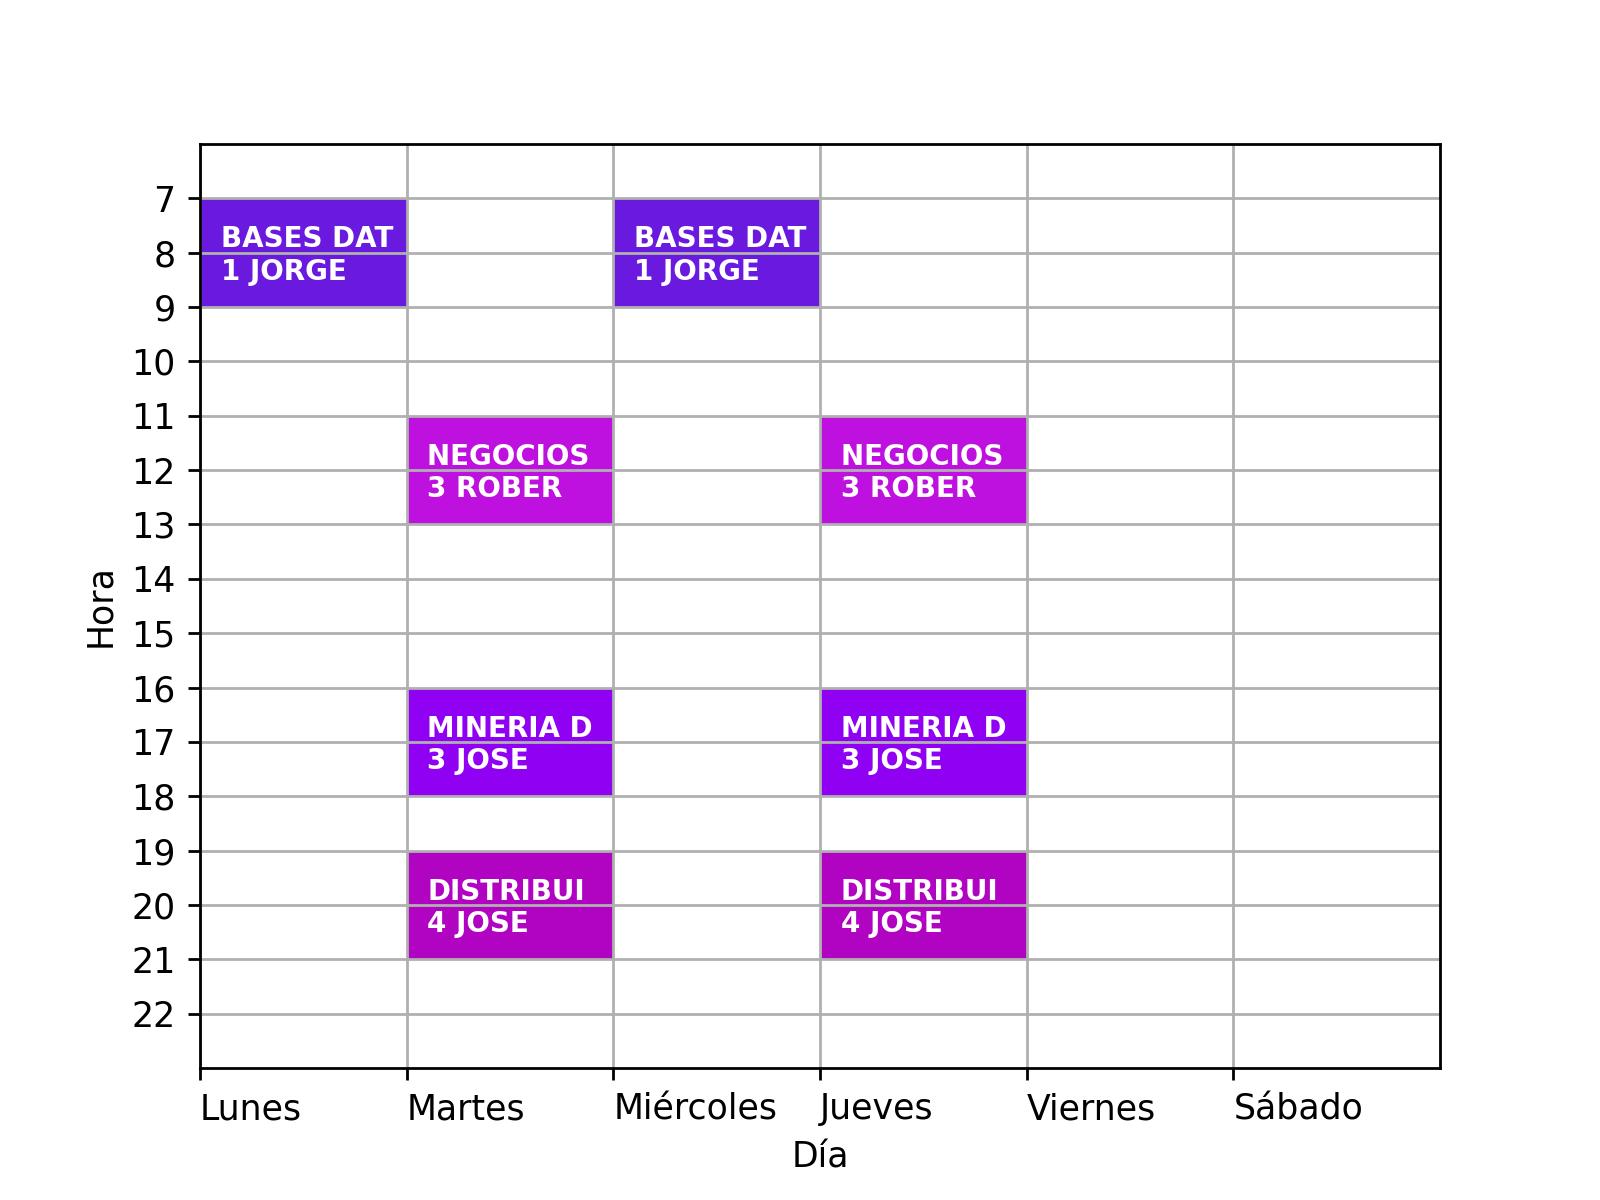 7
BASES DAT
1 JORGE
BASES DAT
1 JORGE
8
9
10
11
NEGOCIOS
3 ROBER
NEGOCIOS
3 ROBER
12
13
14
Hora
15
16
MINERIA D
3 JOSE
MINERIA D
3 JOSE
17
18
19
DISTRIBUI
4 JOSE
DISTRIBUI
4 JOSE
20
21
22
Lunes Martes Miércoles Jueves Viernes Sábado
Día